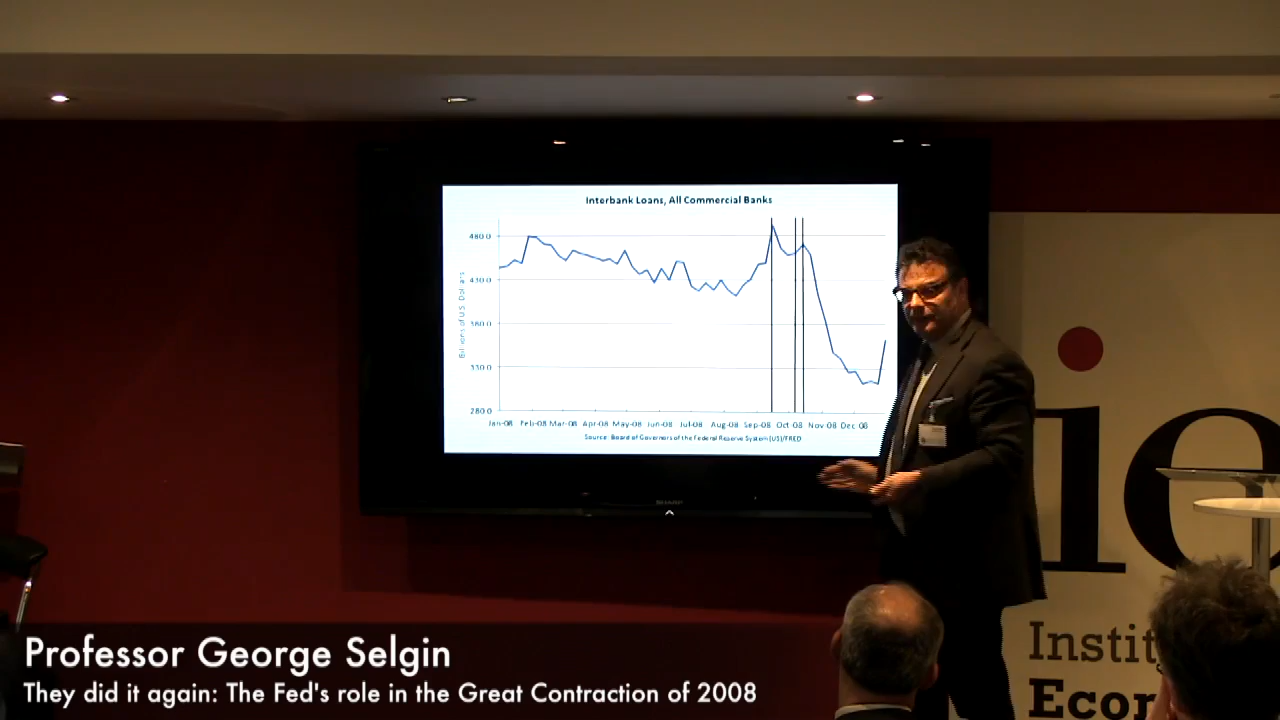 Interbank Loans, All Commercial Banks
480.0
430.0
380.0
330.0
280.0
Billions of U.S. Dollars
Jan-08 Feb-08 Mar-08 Apr-08 May-08 Jun-08 Jul-08 Aug-08 Sep-08 Oct 08 Nov 08 Dec 08
Source: Board of Governors of the Federal Reserve System (US)/FRED
SHARP
ie
Instit
Econ
Professor George Selgin
They did it again: The Fed's role in the Great Contraction of 2008